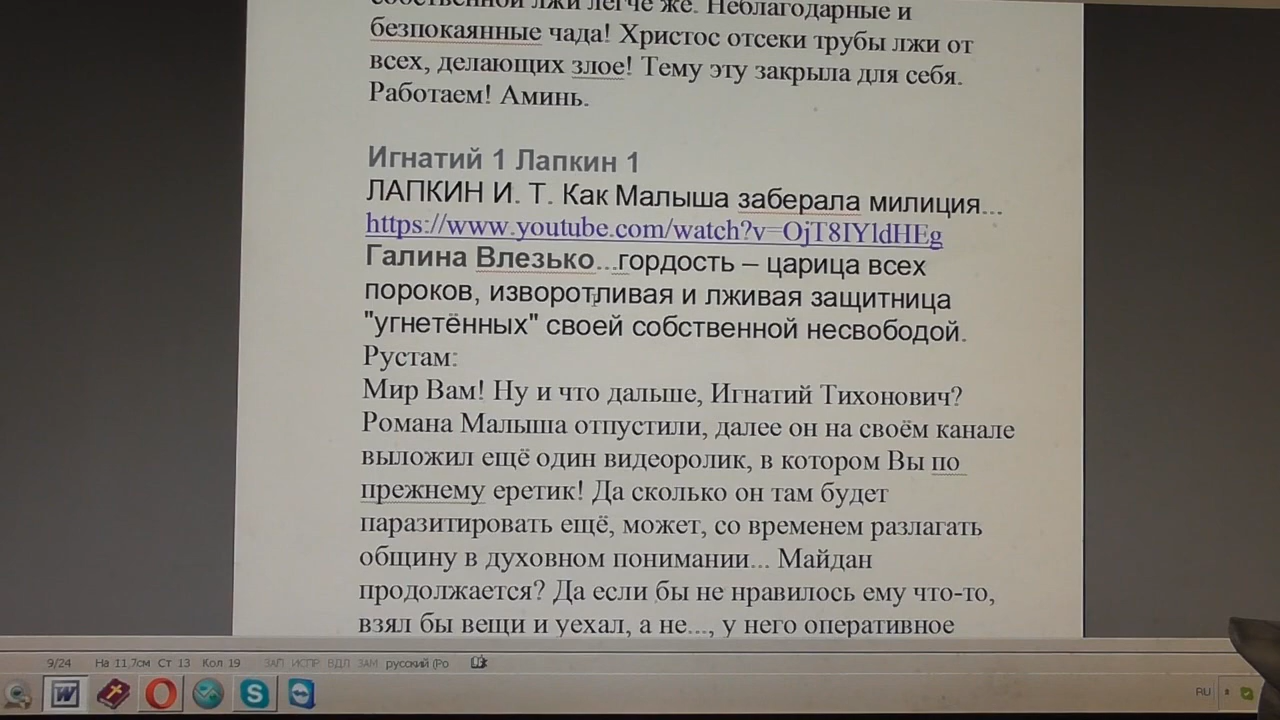 собственной лжи легче же. Неблагодарные и
безпокаянные чада! Христос отсеки трубы лжи от
всех, делающих злое! Тему эту закрыла для себя.
Работаем! Аминь.
Игнатий 1 Лапкин 1
ЛАПКИН И. Т. Как Малыша заберала милиция...
https://www.youtube.com/watch?v=OjT8IYldHEg
Галина Влезько...гордость – царица всех
пороков, изворотливая и лживая защитница
"угнетённых" своей собственной несвободой.
Рустам:
Мир Вам! Ну и что дальше, Игнатий Тихонович?
Романа Малыша отпустили, далее он на своём канале
выложил ещё один видеоролик, в котором Вы по
прежнему еретик! Да сколько он там будет
паразитировать ещё, может, со временем разлагать
общину в духовном понимании... Майдан
продолжается? Да если бы не нравилось ему что-то,
взял бы вещи и уехал, а не..., у него оперативное
9/24 На 11,7см Ст 13 Кол 19 ЗАП ИСПР ВДЛ ЗАМ русский (Ро
RU